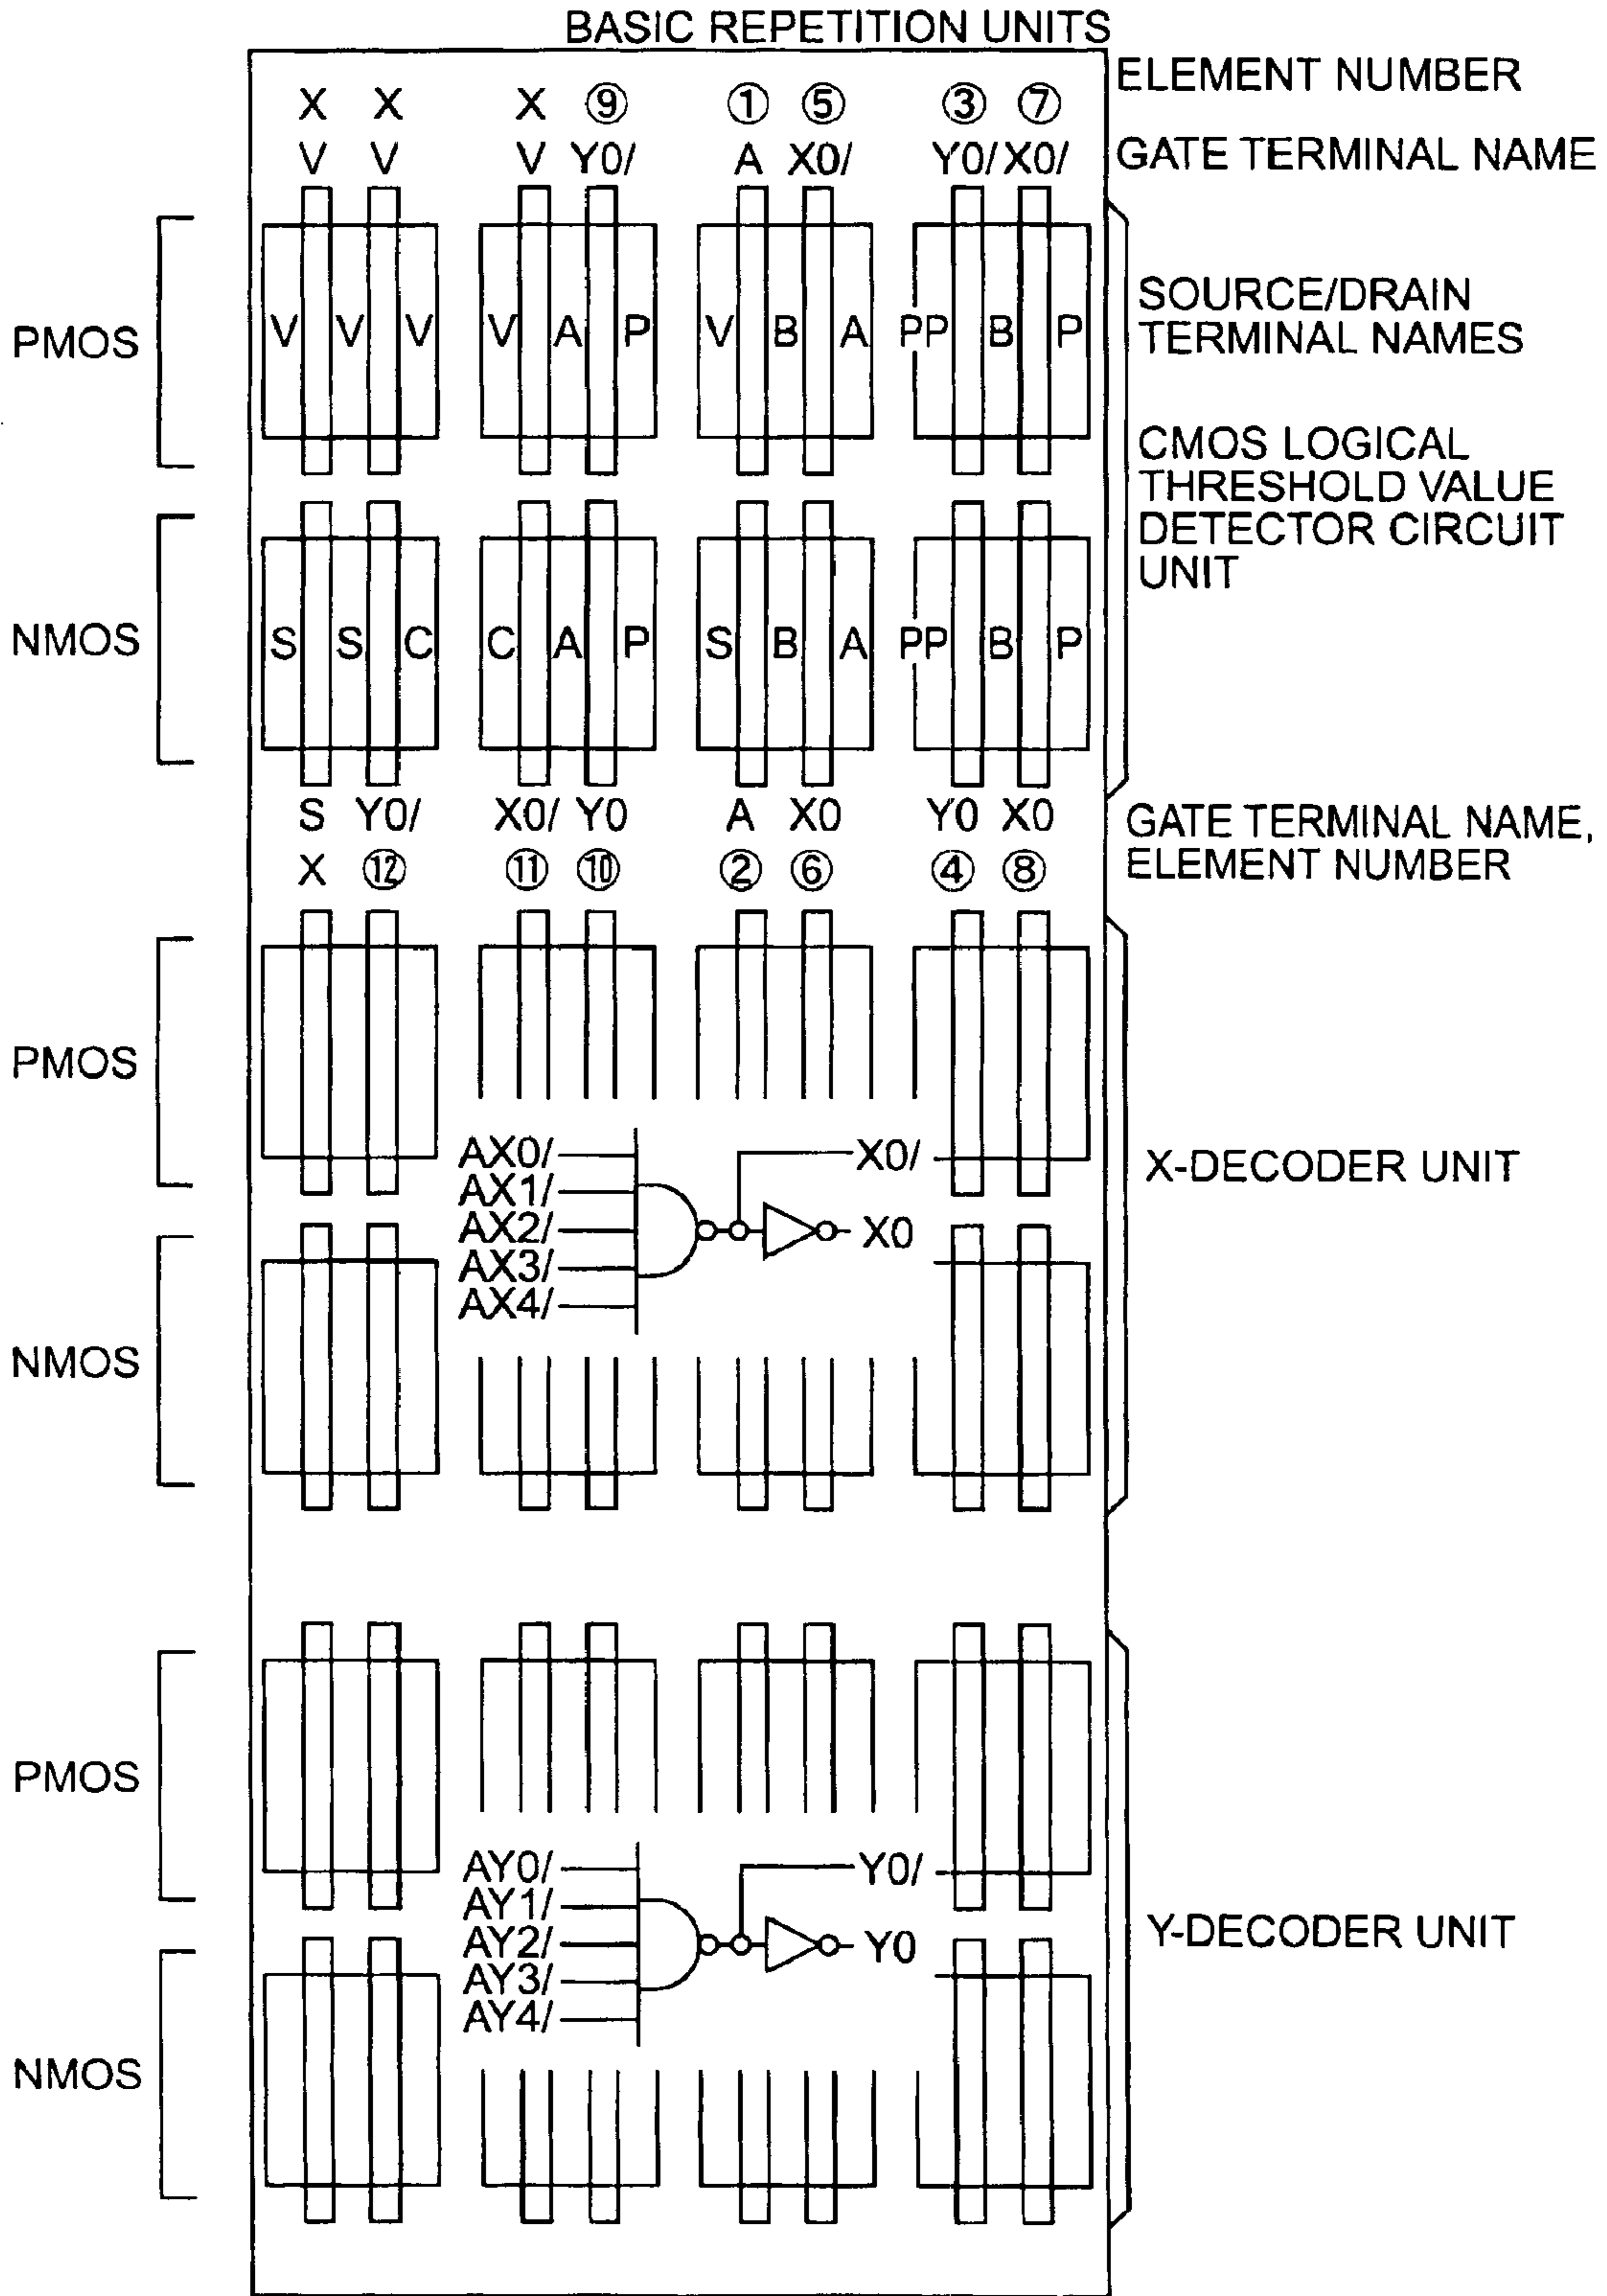 BASIC REPETITION UNITS
ELEMENT NUMBER
X X X ⑨ ① ⑤ ③ ⑦
V V V Y0/ A X0/ Y0/ X0/
GATE TERMINAL NAME
PMOS
V V V V A P V B A PP B P
SOURCE/DRAIN
TERMINAL NAMES
CMOS LOGICAL
THRESHOLD VALUE
DETECTOR CIRCUIT
UNIT
NMOS
S S C C A P S B A PP B P
S Y0/ X0/ Y0 A X0 Y0 X0
X ⑫ ⑪ ⑩ ② ⑥ ④ ⑧
GATE TERMINAL NAME,
ELEMENT NUMBER
PMOS
AX0/
AX1/
AX2/
AX3/
AX4/
X0/
X0
X-DECODER UNIT
NMOS
PMOS
AY0/
AY1/
AY2/
AY3/
AY4/
Y0/
Y0
Y-DECODER UNIT
NMOS